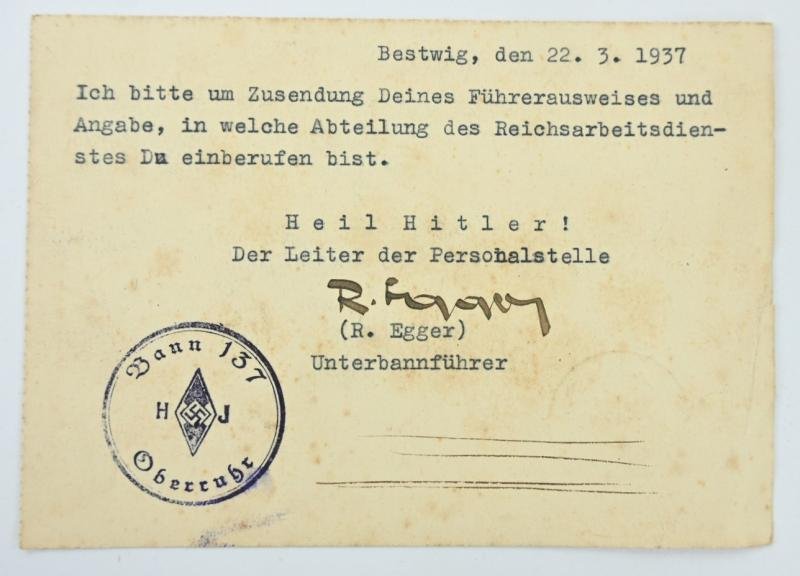 Bestwig, den 22. 3. 1937
Ich bitte um Zusendung Deines Führerausweises und
Angabe, in welche Abteilung des Reichsarbeitsdien-
stes Du einberufen bist.
Heil Hitler!
Der Leiter der Personalstelle
R. Egger
(R. Egger)
Unterbannführer
Bann 137
H J
Oberruhr